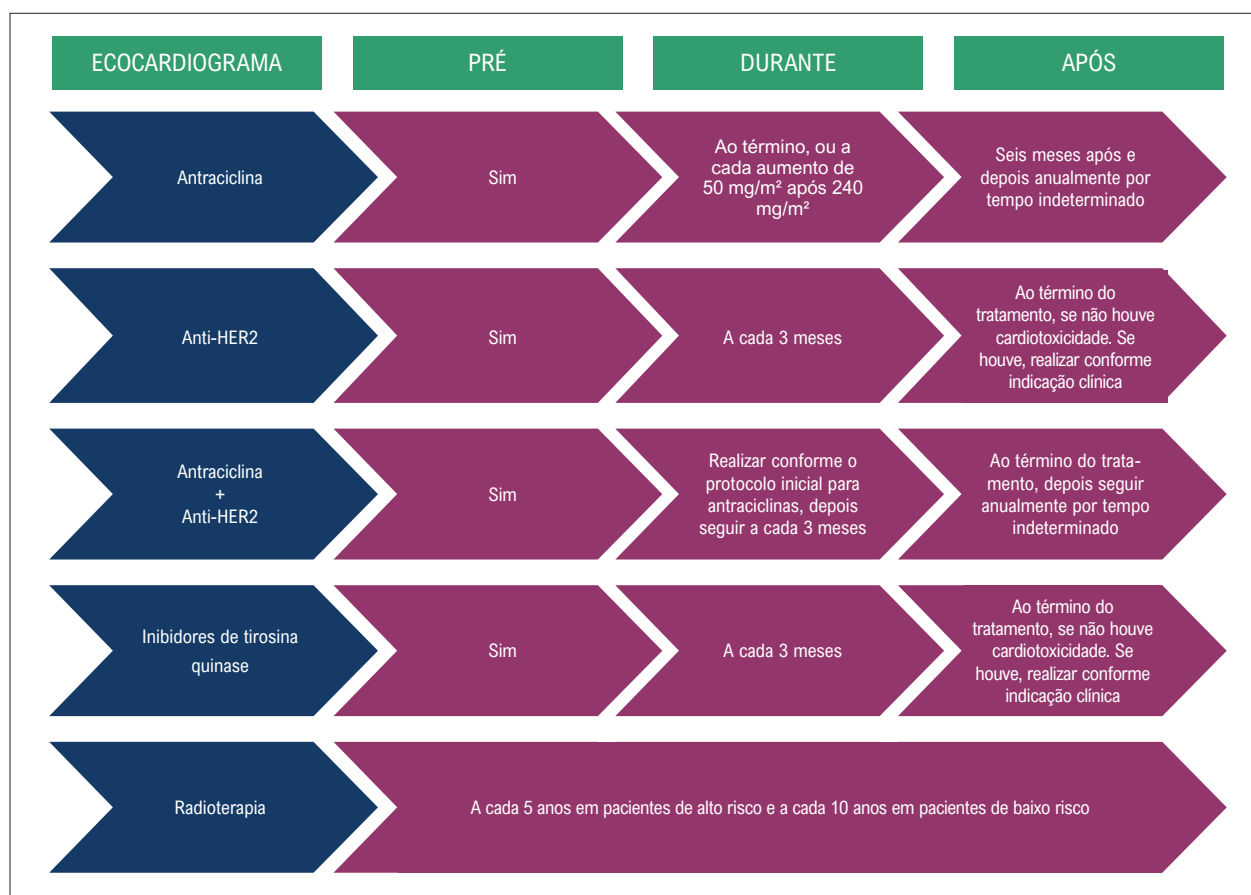 ECOCARDIOGRAMA
PRÉ
DURANTE
APÓS
Antraciclina
Sim
Ao término, ou a
cada aumento de
50 mg/m² após 240
mg/m²
Seis meses após e
depois anualmente por
tempo indeterminado
Anti-HER2
Sim
A cada 3 meses
Ao término do
tratamento, se não houve
cardiotoxicidade. Se
houve, realizar conforme
indicação clínica
Antraciclina
+
Anti-HER2
Sim
Realizar conforme o
protocolo inicial para
antraciclinas, depois
seguir a cada 3 meses
Ao término do trata-
mento, depois seguir
anualmente por tempo
indeterminado
Inibidores de tirosina
quinase
Sim
A cada 3 meses
Ao término do
tratamento, se não houve
cardiotoxicidade. Se
houve, realizar conforme
indicação clínica
Radioterapia
A cada 5 anos em pacientes de alto risco e a cada 10 anos em pacientes de baixo risco